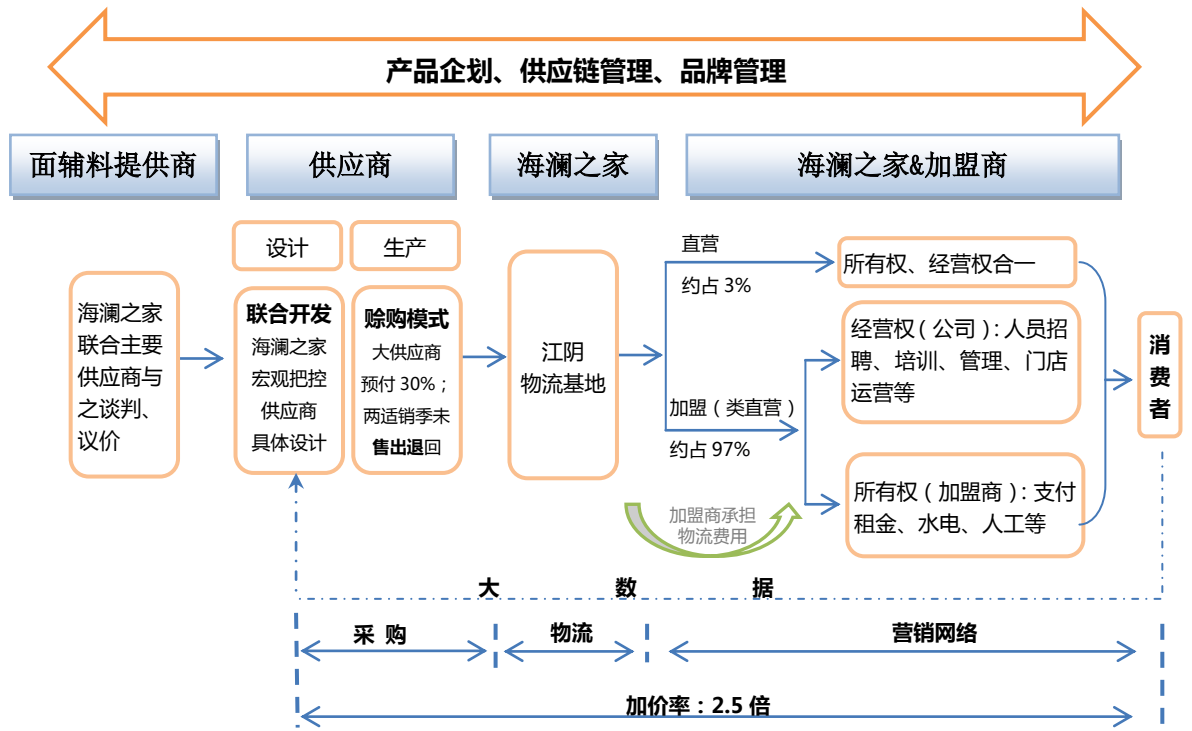 产品企划、供应链管理、品牌管理
面辅料提供商
供应商
海澜之家
海澜之家&加盟商
设计
生产
海澜之家
联合主要
供应商与
之谈判、
议价
联合开发
海澜之家
宏观把控
供应商
具体设计
赊购模式
大供应商
预付 30%；
两适销季未
售出退回
江阴
物流基地
直营
约占 3%
加盟（类直营）
约占 97%
所有权、经营权合一
经营权（公司）：人员招
聘、培训、管理、门店
运营等
所有权（加盟商）：支付
租金、水电、人工等
加盟商承担
物流费用
消
费
者
大 数 据
采 购
物流
营销网络
加价率：2.5 倍